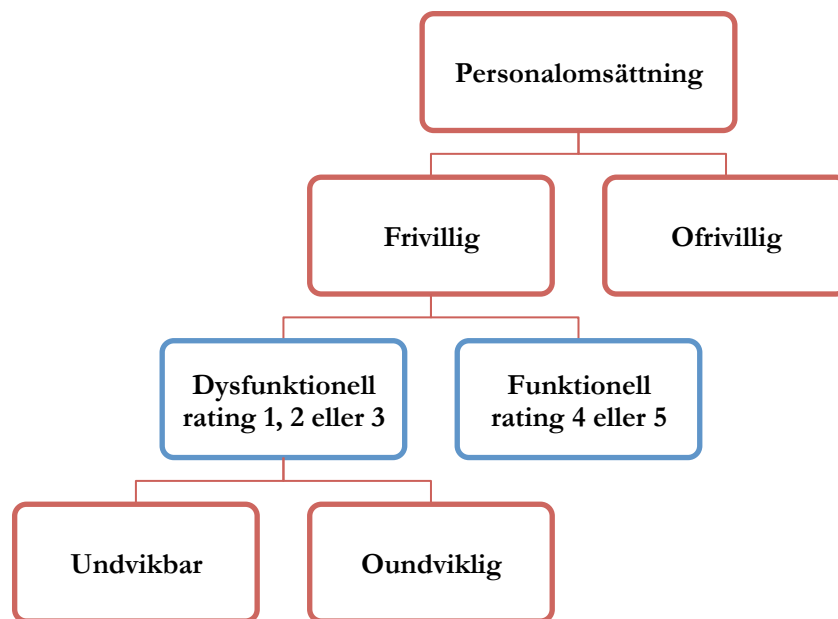 Personalomsättning
Frivillig
Ofrivillig
Dysfunktionell
rating 1, 2 eller 3
Funktionell
rating 4 eller 5
Undvikbar
Oundviklig